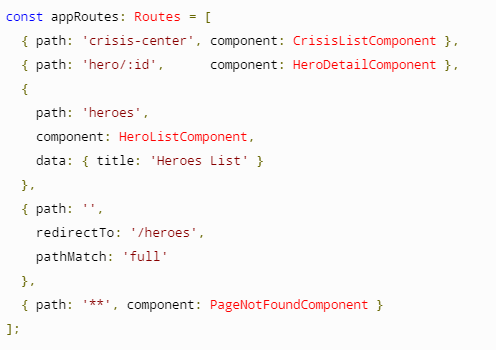 const appRoutes: Routes = [
  { path: 'crisis-center', component: CrisisListComponent },
  { path: 'hero/:id',      component: HeroDetailComponent },
  {
    path: 'heroes',
    component: HeroListComponent,
    data: { title: 'Heroes List' }
  },
  { path: '',
    redirectTo: '/heroes',
    pathMatch: 'full'
  },
  { path: '**', component: PageNotFoundComponent }
];